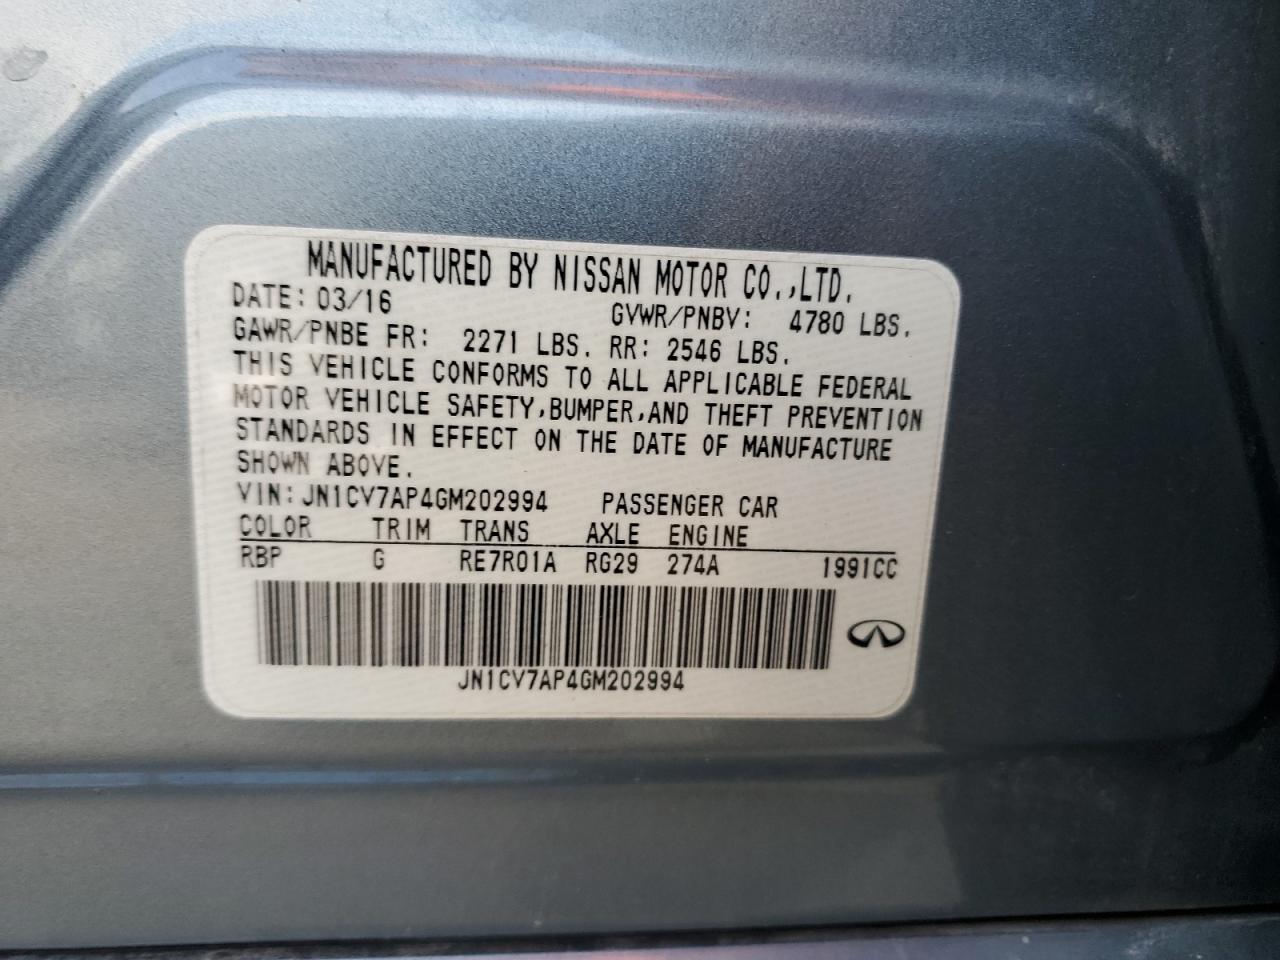 MANUFACTURED BY NISSAN MOTOR CO.,LTD.
DATE: 03/16 GVWR/PNBV: 4780 LBS.
GAWR/PNBE FR: 2271 LBS. RR: 2546 LBS.
THIS VEHICLE CONFORMS TO ALL APPLICABLE FEDERAL
MOTOR VEHICLE SAFETY,BUMPER,AND THEFT PREVENTION
STANDARDS IN EFFECT ON THE DATE OF MANUFACTURE
SHOWN ABOVE.
VIN: JN1CV7AP4GM202994 PASSENGER CAR
COLOR TRIM TRANS AXLE ENGINE
RBP G RE7R01A RG29 274A 1991CC
JN1CV7AP4GM202994